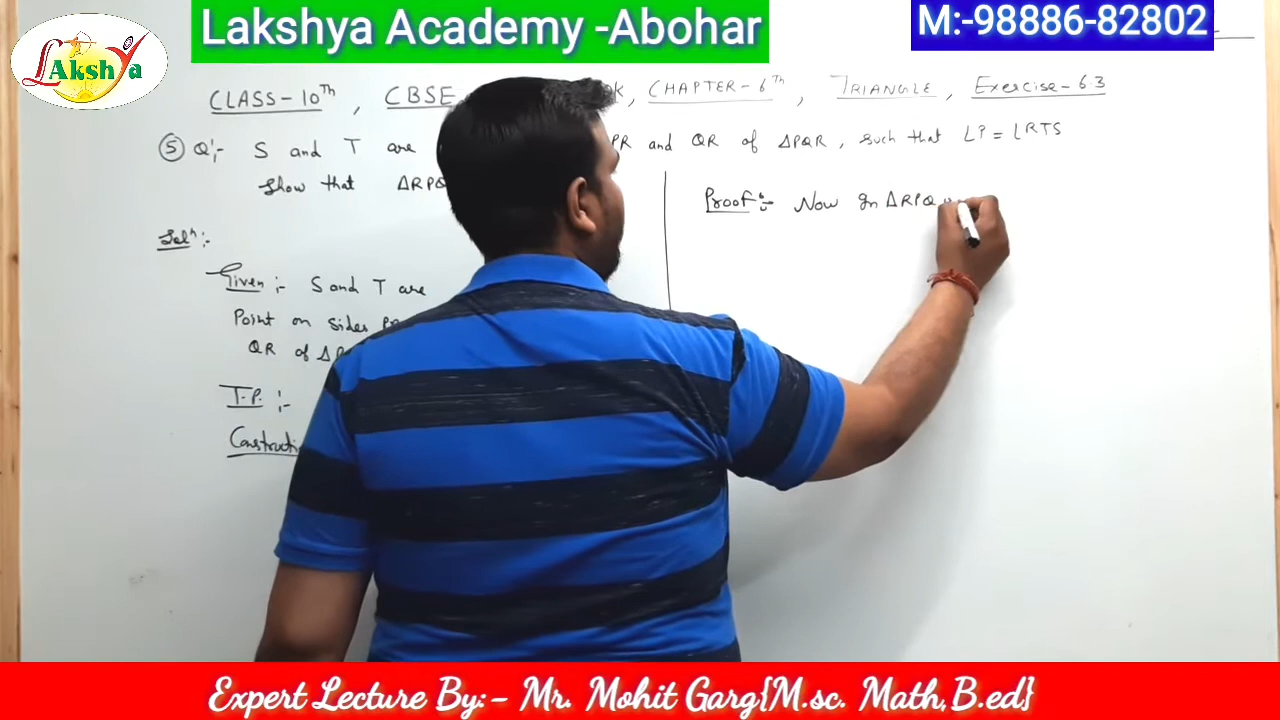 Lakshya Academy -Abohar
M:-98886-82802
Lakshya
CLASS-10Th, CBSE k, CHAPTER-6Th, TRIANGLE, Exercise-6.3
⑤ Q:- S and T are PR and QR of ΔPQR, such that ∠P = ∠RTS
Show that ΔRPQ
Solⁿ:-
Proof:- Now In ΔRPQ
Given:- S and T are
Point on sides PR
QR of ΔP
T.P. :-
Constructi
Expert Lecture By:- Mr. Mohit Garg{M.sc. Math,B.ed}